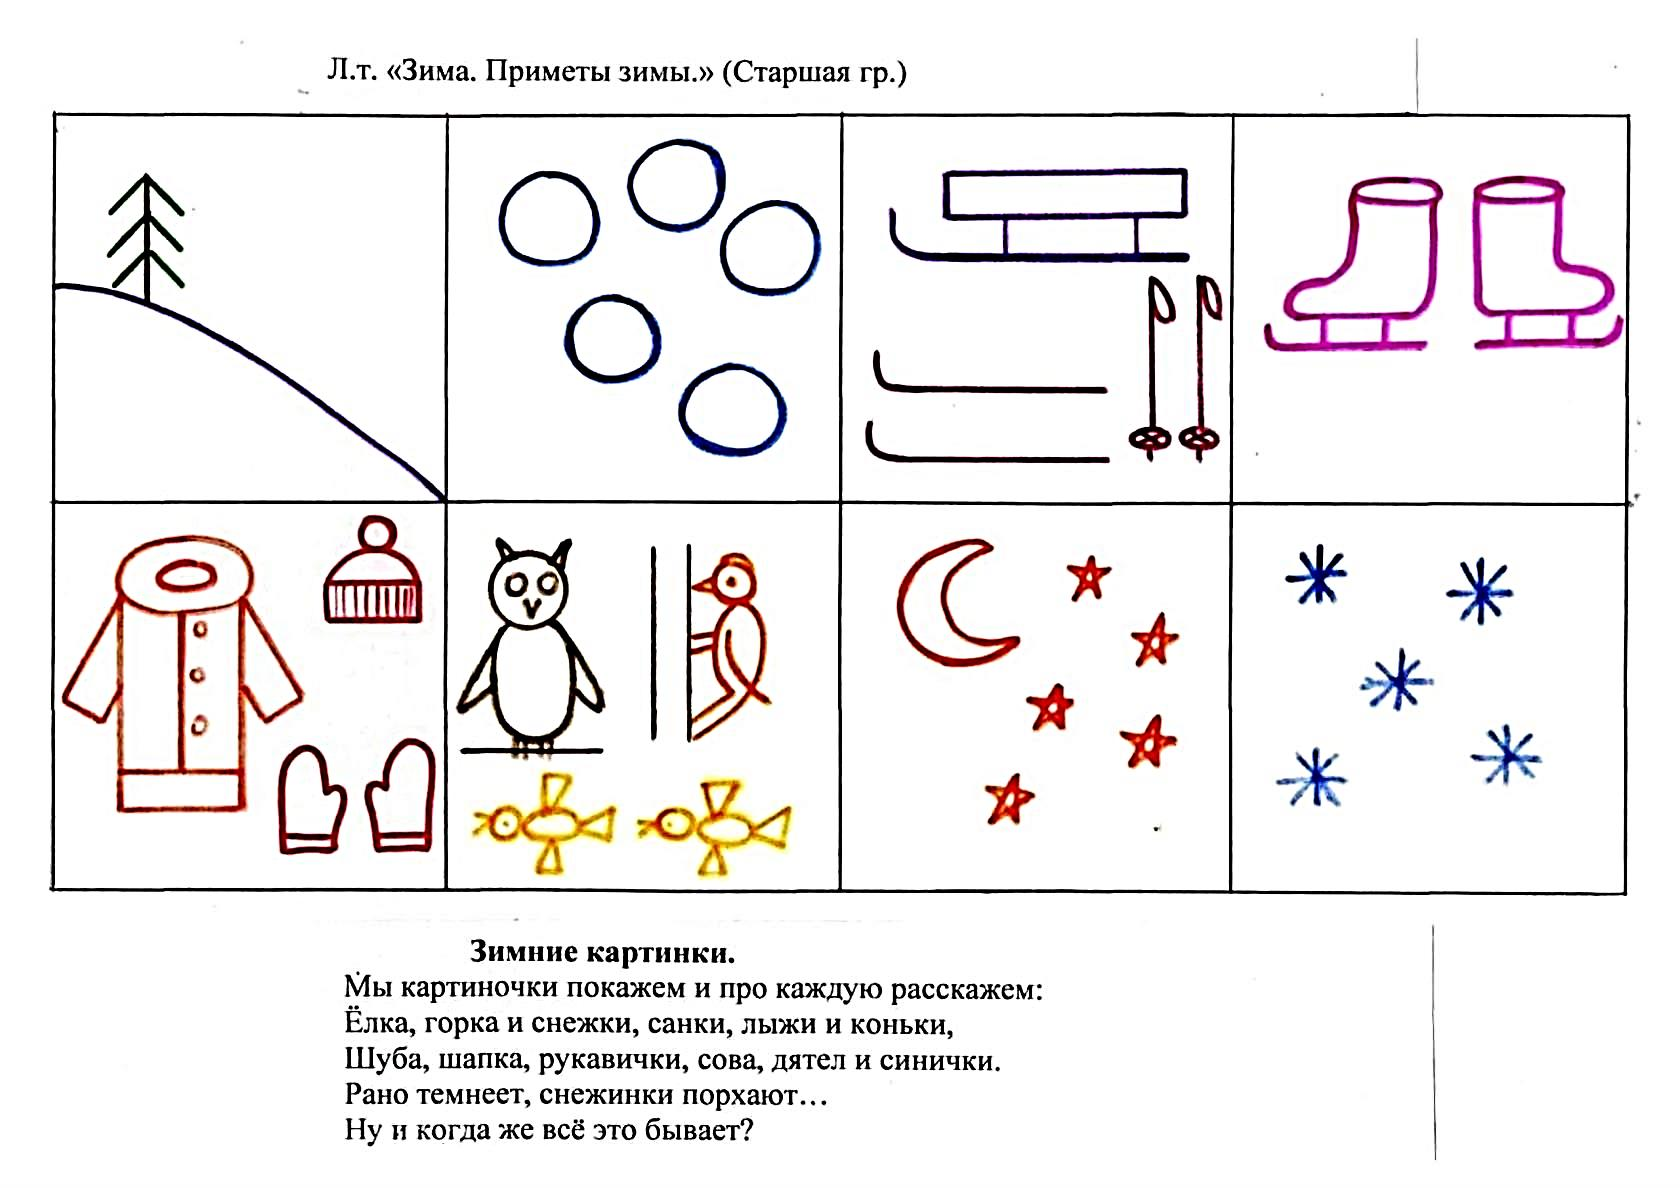 Л.т. «Зима. Приметы зимы.» (Старшая гр.)
Зимние картинки.
Мы картиночки покажем и про каждую расскажем:
Ёлка, горка и снежки, санки, лыжи и коньки,
Шуба, шапка, рукавички, сова, дятел и синички.
Рано темнеет, снежинки порхают…
Ну и когда же всё это бывает?